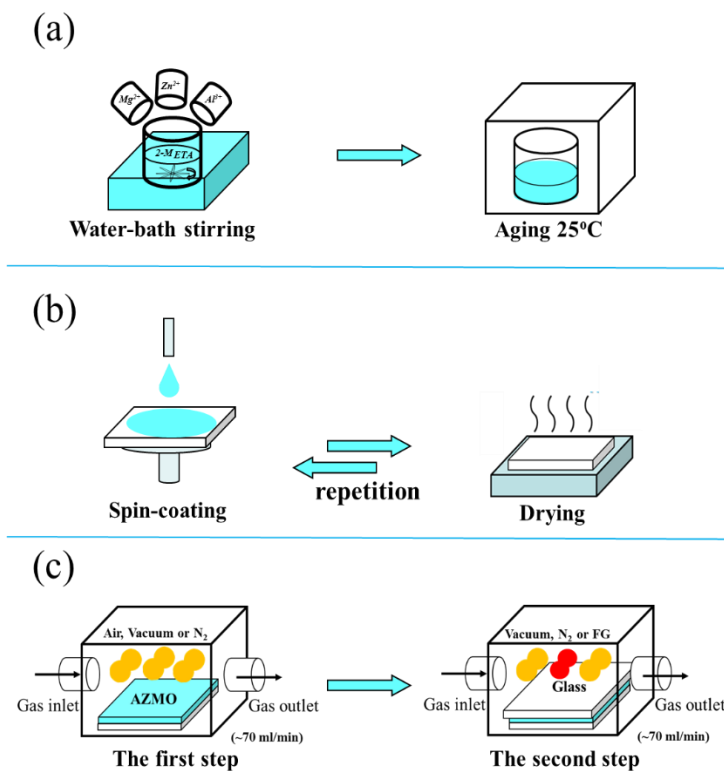 (a)
Mg²⁺ Zn²⁺ Al³⁺
2-M ETA
Water-bath stirring
Aging 25⁰C
(b)
Spin-coating
repetition
Drying
(c)
Air, Vacuum or N₂
Gas inlet
AZMO
Gas outlet
(~70 ml/min)
The first step
Vacuum, N₂ or FG
Gas inlet
Glass
Gas outlet
(~70 ml/min)
The second step